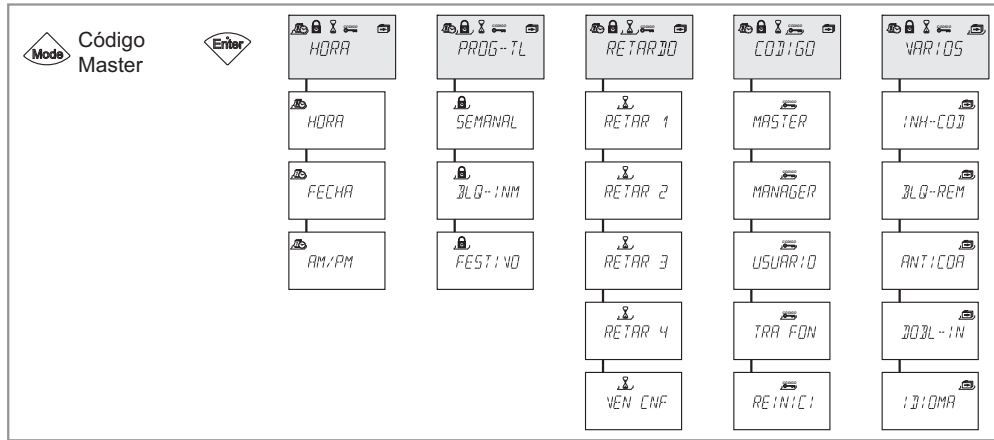 Mode
Código
Master
Enter
HORA
PROG-TL
RETARDO
CODIGO
VARIOS
HORA
SEMANAL
RETAR 1
MASTER
INH-COD
FECHA
BLQ-INM
RETAR 2
MANAGER
BLQ-REM
AM/PM
FESTIVO
RETAR 3
USUARIO
ANTICOA
RETAR 4
TRA FON
DOBL-IN
VEN CNF
REINICI
IDIOMA